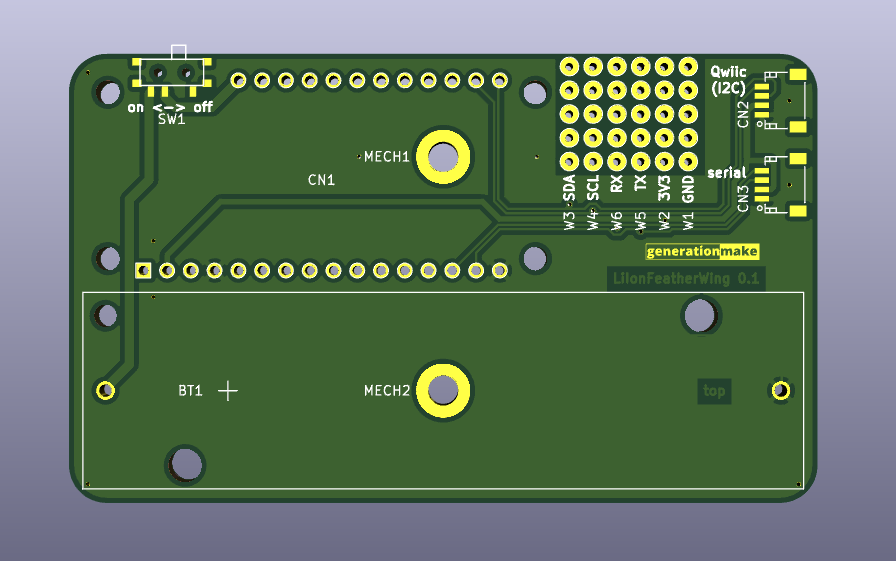 on <-> off
SW1
MECH1
CN1
SDA SCL RX TX 3V3 GND
W3 W4 W6 W5 W2 W1
Qwiic
(I2C)
CN2
serial
CN3
generationmake
LiIonFeatherWing 0.1
BT1
MECH2
top